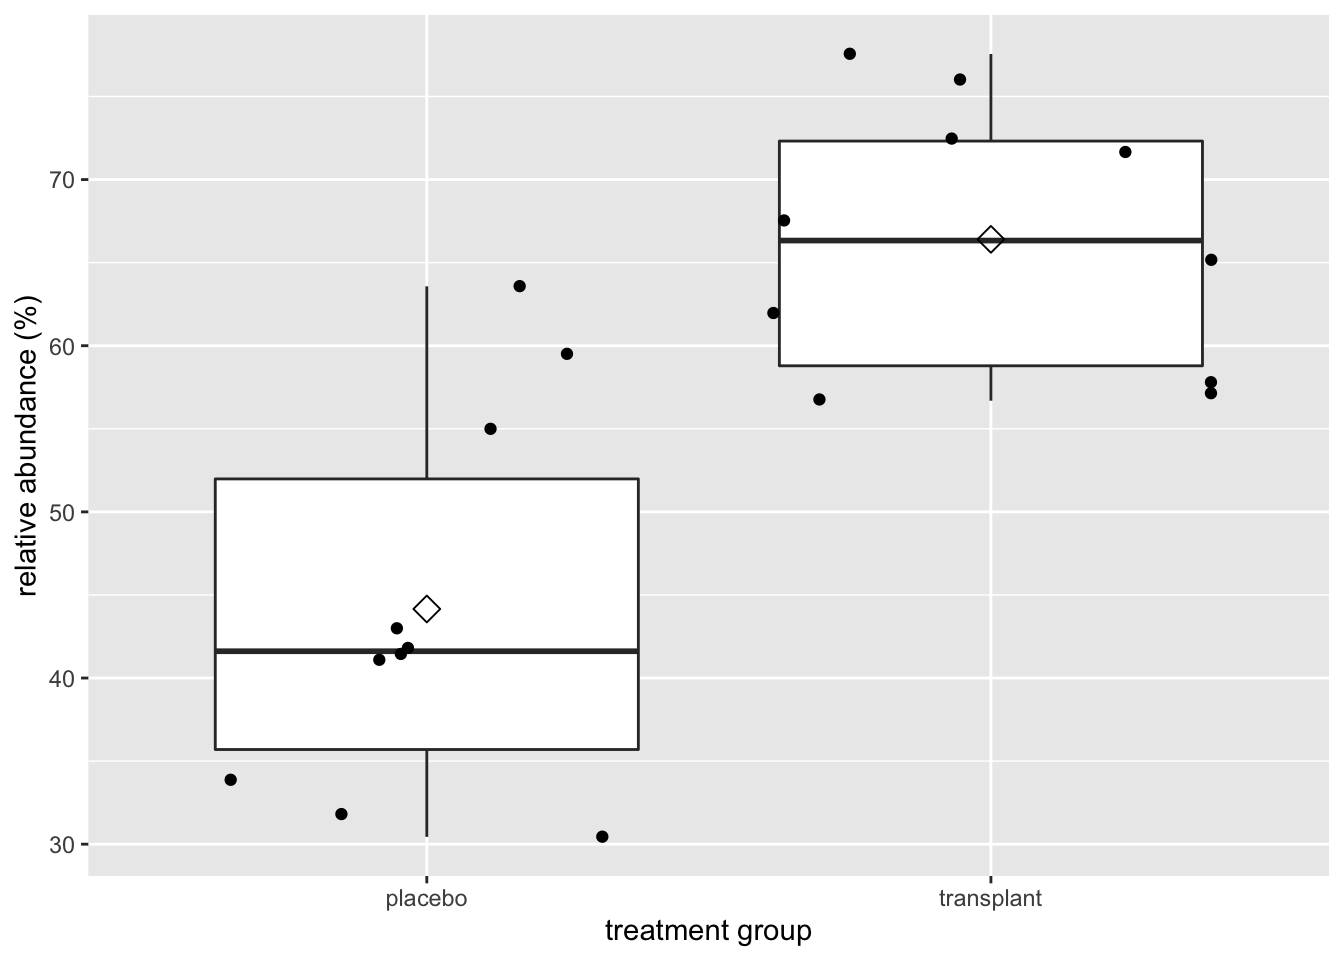 relative abundance (%)
70
60
50
40
30
placebo
transplant
treatment group